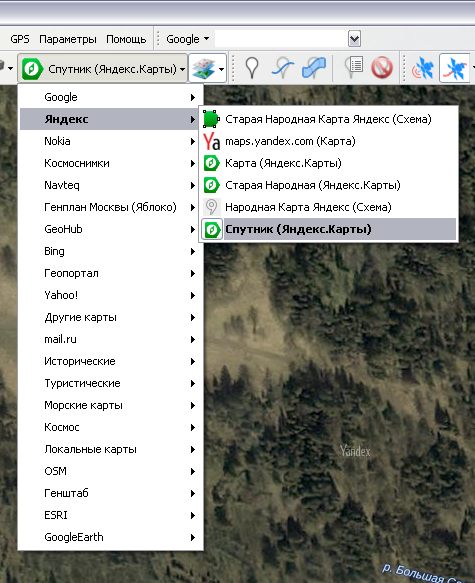 GPS Параметры Помощь Google
Спутник (Яндекс.Карты)
Google
Яндекс
Nokia
Космоснимки
Navteq
Генплан Москвы (Яблоко)
GeoHub
Bing
Геопортал
Yahoo!
Другие карты
mail.ru
Исторические
Туристические
Морские карты
Космос
Локальные карты
OSM
Генштаб
ESRI
GoogleEarth
Старая Народная Карта Яндекс (Схема)
Ya maps.yandex.com (Карта)
Карта (Яндекс.Карты)
Старая Народная (Яндекс.Карты)
Народная Карта Яндекс (Схема)
Спутник (Яндекс.Карты)
Yandex
р. Большая